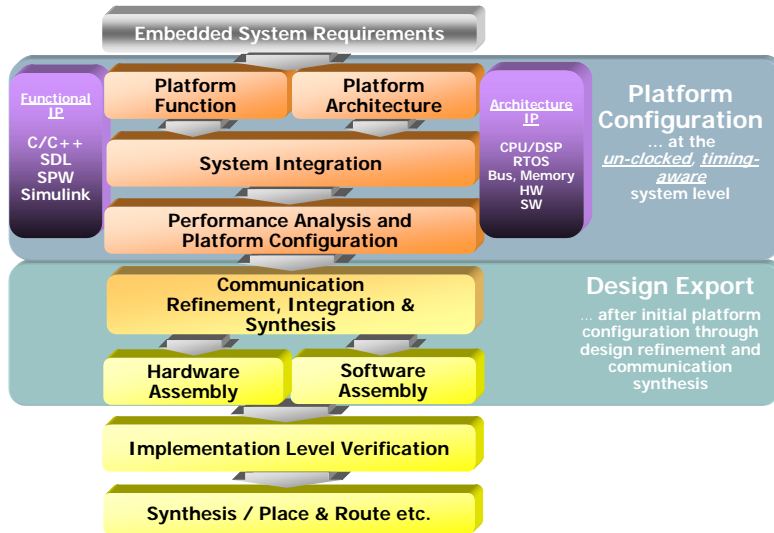 Embedded System Requirements
Functional
IP
C/C++
SDL
SPW
Simulink
Platform
Function
Platform
Architecture
Architecture
IP
CPU/DSP
RTOS
Bus, Memory
HW
SW
Platform
Configuration
... at the
un-clocked, timing-
aware
system level
System Integration
Performance Analysis and
Platform Configuration
Communication
Refinement, Integration &
Synthesis
Design Export
... after initial platform
configuration through
design refinement and
communication
synthesis
Hardware
Assembly
Software
Assembly
Implementation Level Verification
Synthesis / Place & Route etc.